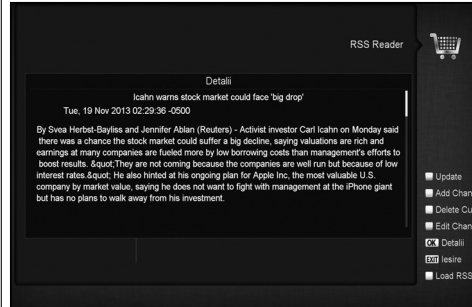 RSS Reader
Detalii
Icahn warns stock market could face 'big drop'
Tue, 19 Nov 2013 02:29:36 -0500
By Svea Herbst-Bayliss and Jennifer Ablan (Reuters) - Activist investor Carl Icahn on Monday said
there was a chance the stock market could suffer a big decline, saying valuations are rich and
earnings at many companies are fueled more by low borrowing costs than management's efforts to
boost results. &quot;They are not coming because the companies are well run but because of low
interest rates.&quot; He also hinted at his ongoing plan for Apple Inc, the most valuable U.S.
company by market value, saying he does not want to fight with management at the iPhone giant
but has no plans to walk away from his investment.
Update
Add Chan
Delete Cu
Edit Chan
OK Detalii
EXIT Iesire
Load RSS